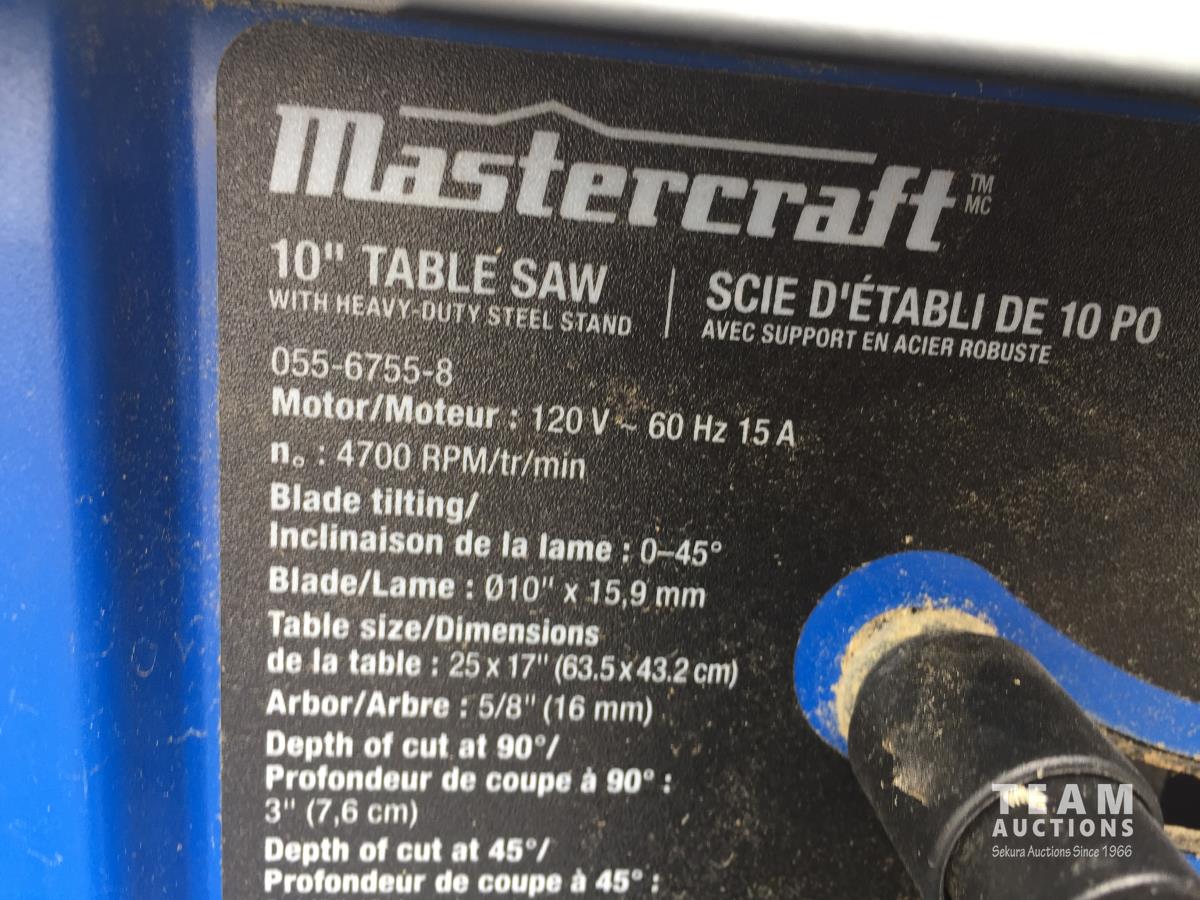 Mastercraft TM MC
10" TABLE SAW
WITH HEAVY-DUTY STEEL STAND
SCIE D'ÉTABLI DE 10 PO
AVEC SUPPORT EN ACIER ROBUSTE
055-6755-8
Motor/Moteur : 120 V ~ 60 Hz 15 A
n₀ : 4700 RPM/tr/min
Blade tilting/
Inclinaison de la lame : 0–45°
Blade/Lame : Ø10" x 15,9 mm
Table size/Dimensions
de la table : 25 x 17" (63.5 x 43.2 cm)
Arbor/Arbre : 5/8" (16 mm)
Depth of cut at 90°/
Profondeur de coupe à 90° :
3" (7,6 cm)
Depth of cut at 45°/
Profondeur de coupe à 45° :
TEAM
AUCTIONS
Sekura Auctions Since 1966